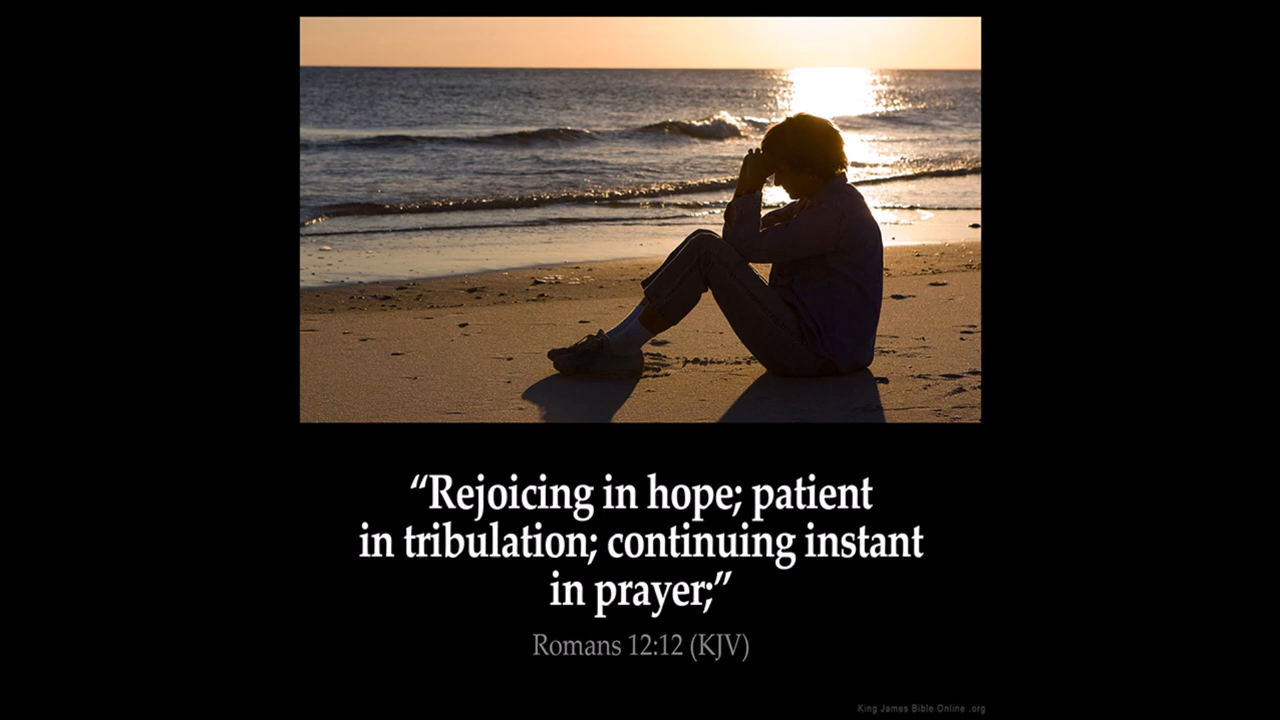 “Rejoicing in hope; patient
in tribulation; continuing instant
in prayer;”
Romans 12:12 (KJV)
King James Bible Online .org